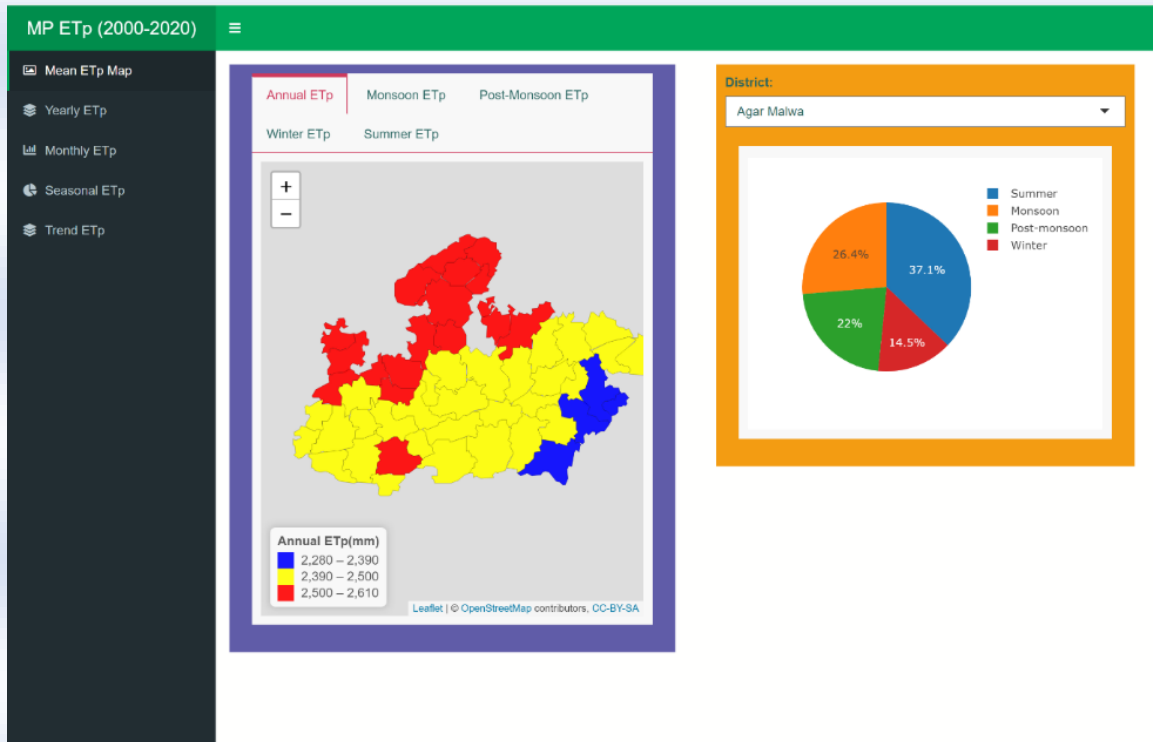 MP ETp (2000-2020)
Mean ETp Map
Yearly ETp
Monthly ETp
Seasonal ETp
Trend ETp
Annual ETp Monsoon ETp Post-Monsoon ETp
Winter ETp Summer ETp
+
−
Annual ETp(mm)
2,280 – 2,390
2,390 – 2,500
2,500 – 2,610
Leaflet | © OpenStreetMap contributors, CC-BY-SA
District:
Agar Malwa
Summer
Monsoon
Post-monsoon
Winter
26.4%
37.1%
22%
14.5%